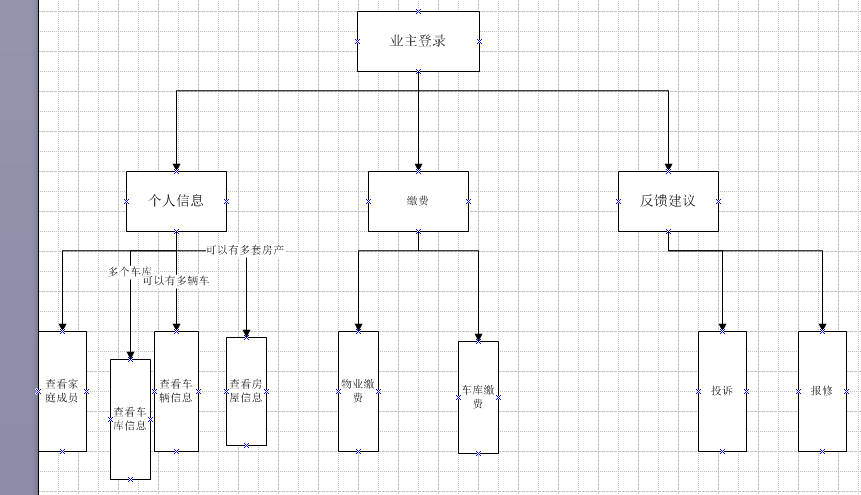 业主登录
个人信息
缴费
反馈建议
可以有多套房产
多个车库
可以有多辆车
查看家
庭成员
查看车
库信息
查看车
辆信息
查看房
屋信息
物业缴
费
车库缴
费
投诉
报修